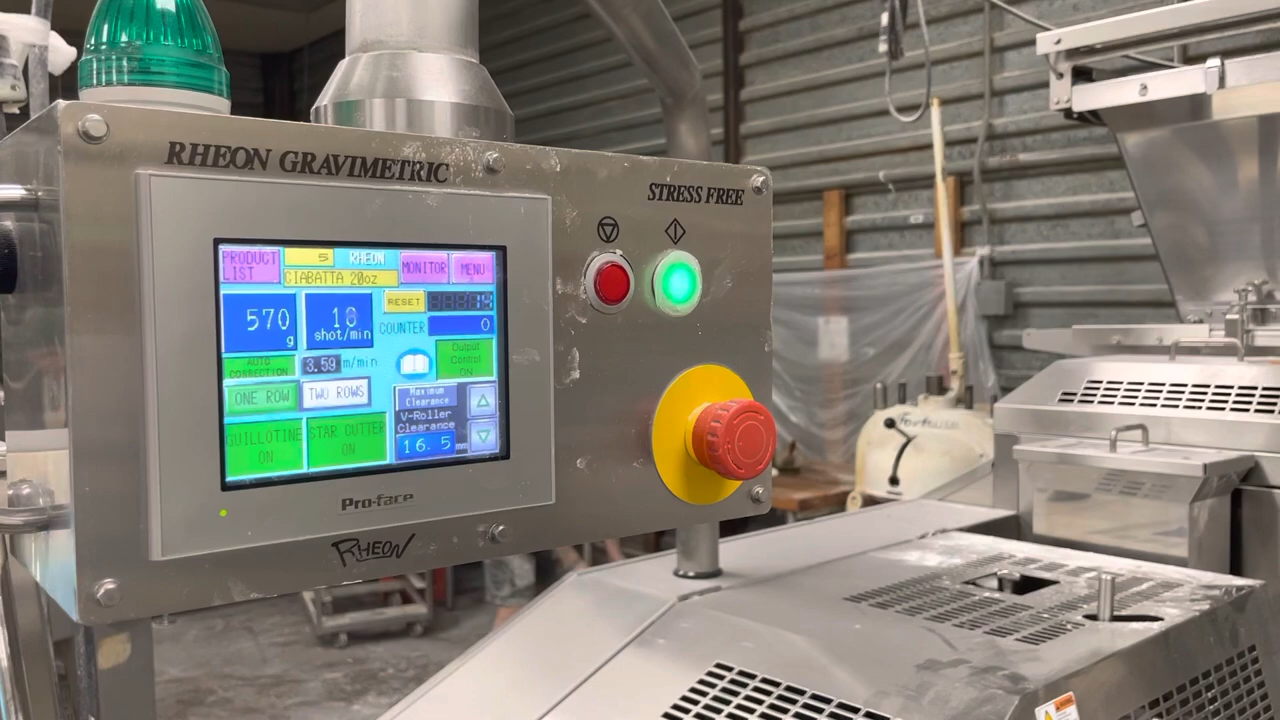 RHEON GRAVIMETRIC
STRESS FREE
PRODUCT LIST
5
RHEON
CIABATTA 20oz
MONITOR
MENU
570
g
18
shot/min
RESET
14
COUNTER
0
AUTO CORRECTION
3.59 m/min
Output Control ON
ONE ROW
TWO ROWS
Maximum Clearance
V-Roller Clearance
16.5 mm
GUILLOTINE ON
STAR CUTTER ON
Pro-face
RHEON
Fortuna